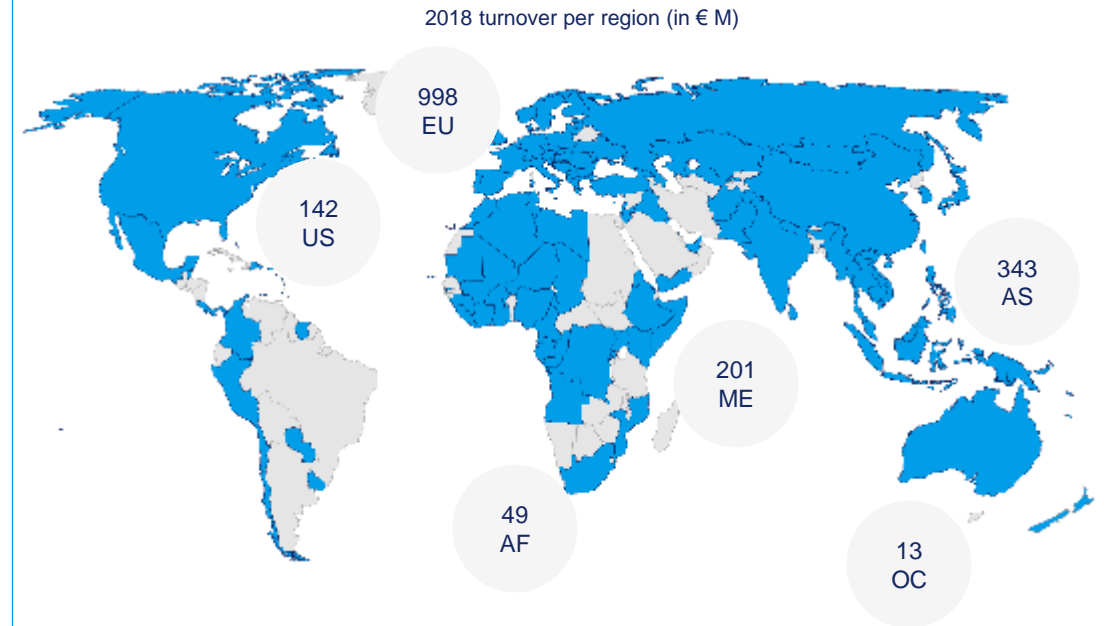 2018 turnover per region (in € M)
998
EU
142
US
343
AS
201
ME
49
AF
13
OC